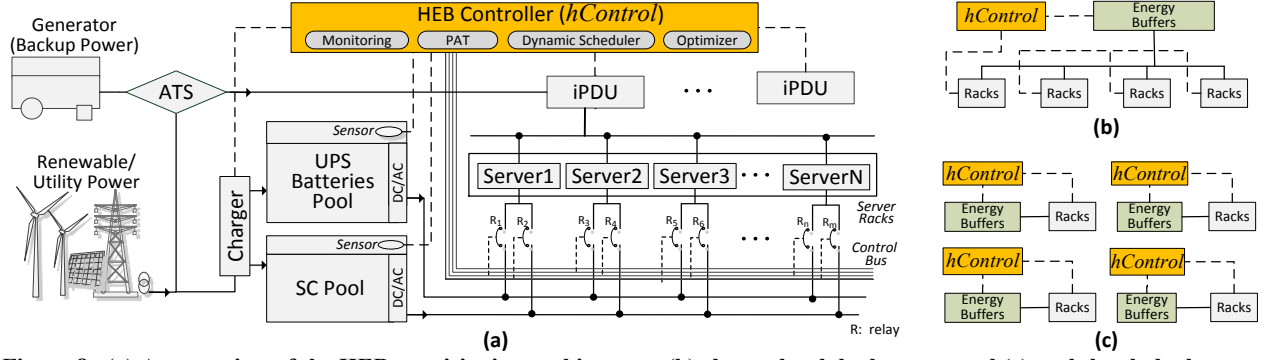 HEB Controller (hControl)
Monitoring
PAT
Dynamic Scheduler
Optimizer
Generator
(Backup Power)
ATS
iPDU
• • •
iPDU
Sensor
UPS
Batteries
Pool
DC/AC
Renewable/
Utility Power
Charger
Sensor
SC Pool
DC/AC
Server1
Server2
Server3
• • •
ServerN
Server
Racks
R1
R2
R3
R4
R5
R6
• • •
Rn
Rm
Control
Bus
R: relay
(a)
hControl
Energy
Buffers
Racks
Racks
Racks
Racks
(b)
hControl
Energy
Buffers
Racks
hControl
Energy
Buffers
Racks
hControl
Energy
Buffers
Racks
hControl
Energy
Buffers
Racks
(c)